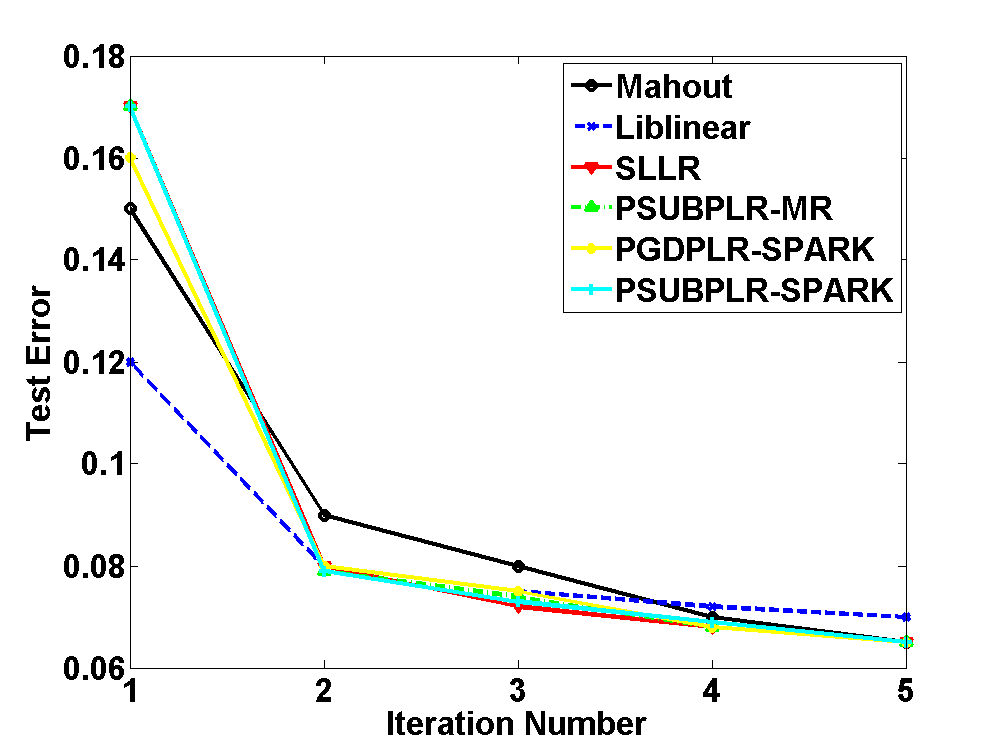 0.18
0.16
0.14
0.12
0.1
0.08
0.06
Test Error
1
2
3
4
5
Iteration Number
Mahout
Liblinear
SLLR
PSUBPLR-MR
PGDPLR-SPARK
PSUBPLR-SPARK